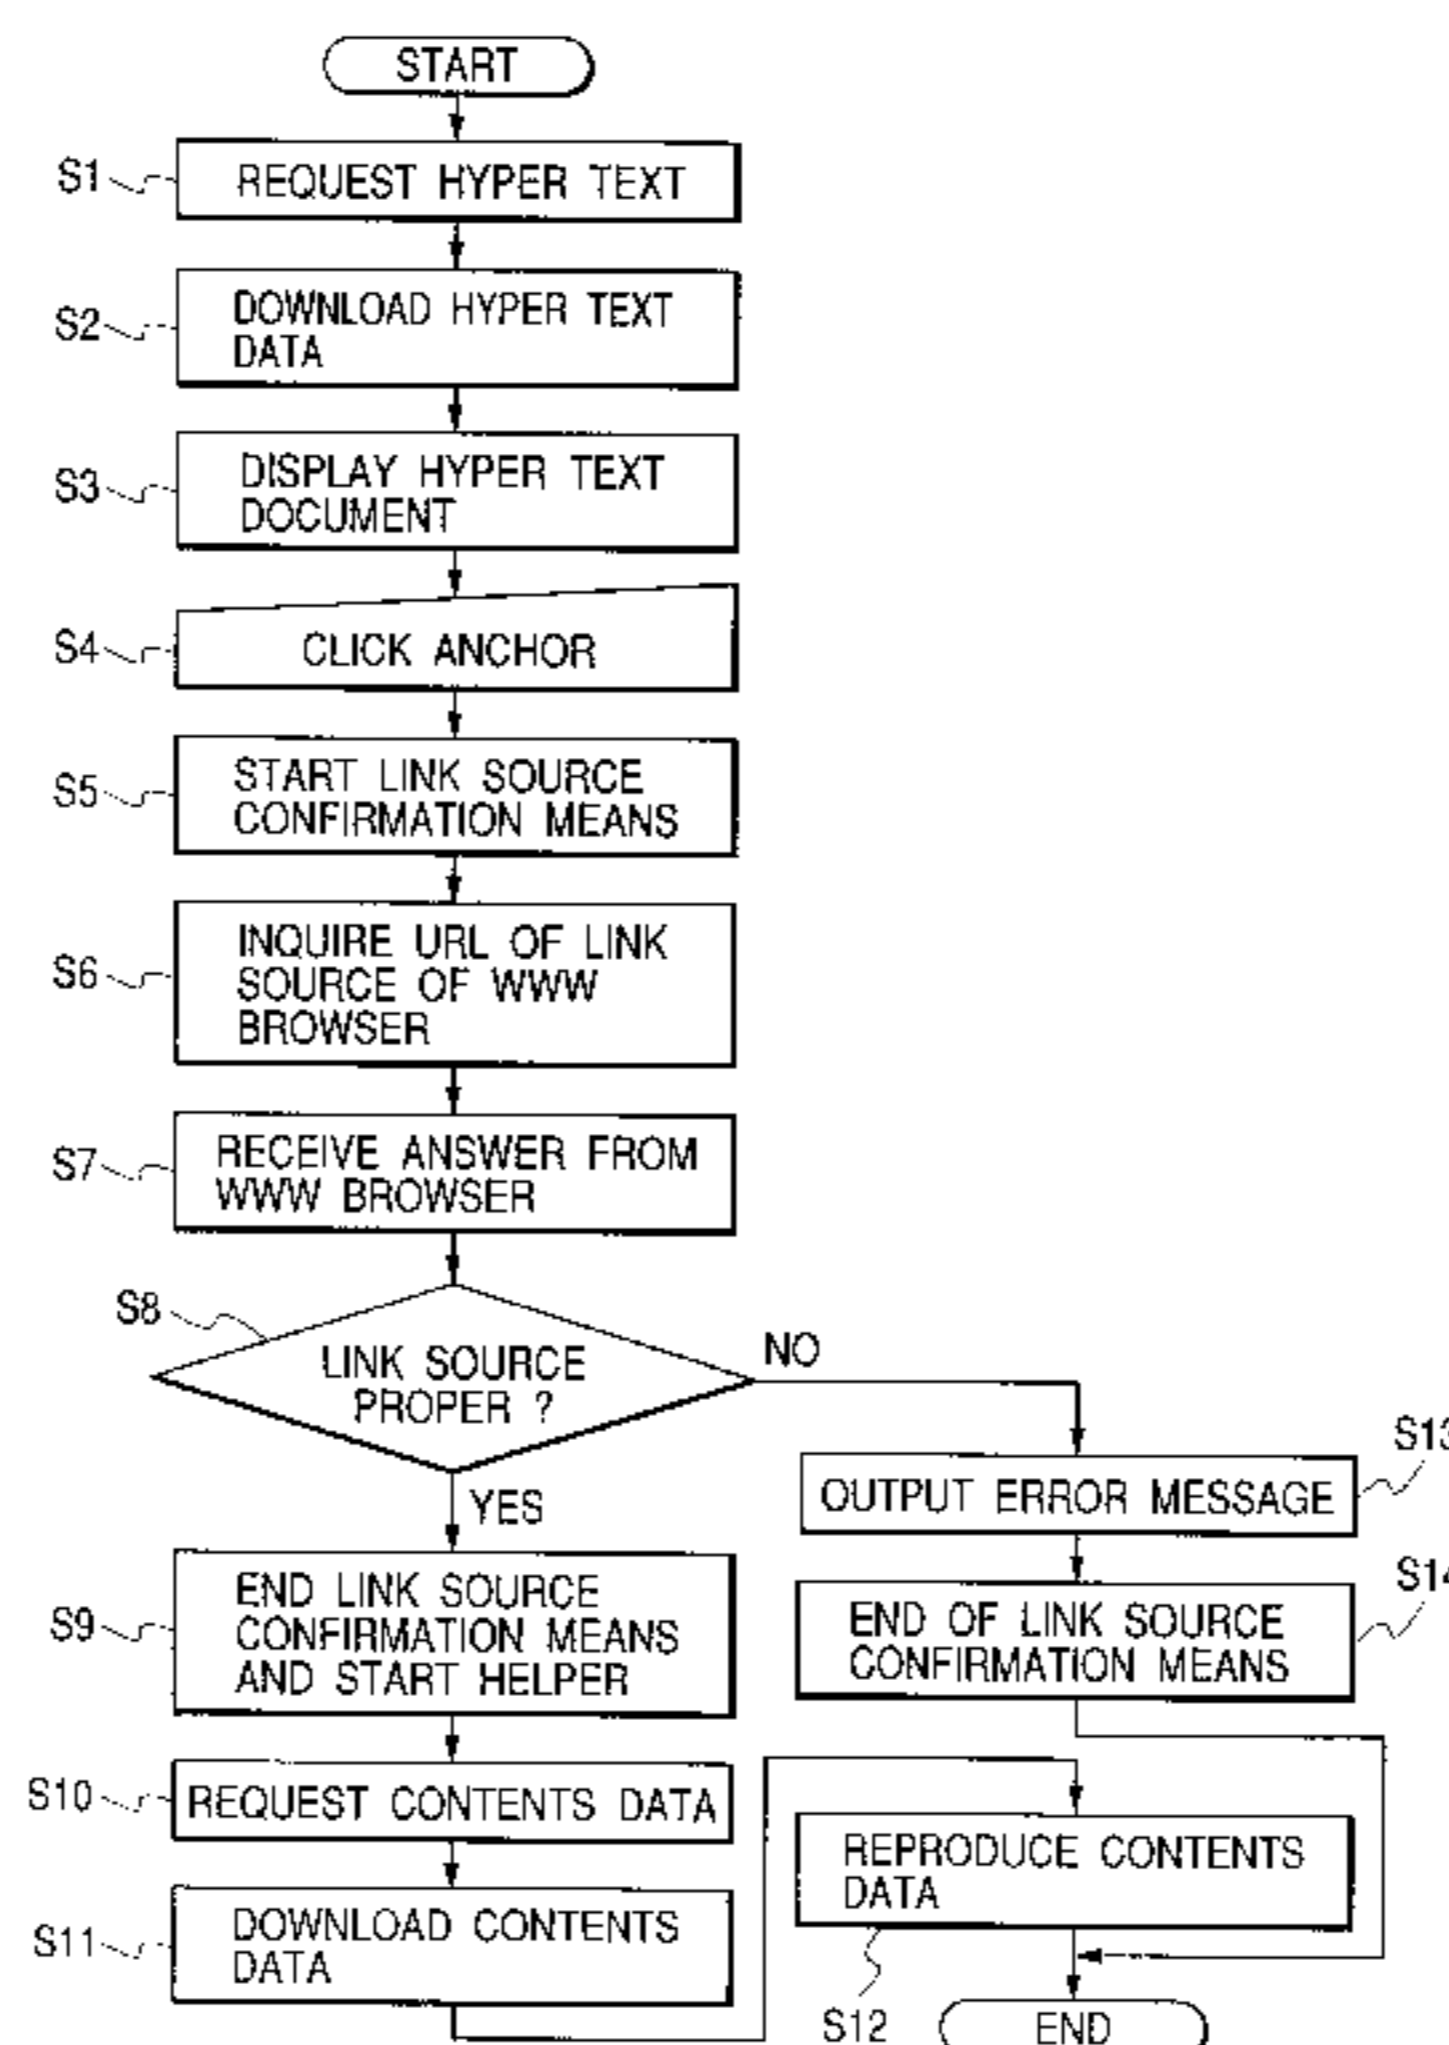 START
S1
REQUEST HYPER TEXT
S2
DOWNLOAD HYPER TEXT
DATA
S3
DISPLAY HYPER TEXT
DOCUMENT
S4
CLICK ANCHOR
S5
START LINK SOURCE
CONFIRMATION MEANS
S6
INQUIRE URL OF LINK
SOURCE OF WWW
BROWSER
S7
RECEIVE ANSWER FROM
WWW BROWSER
S8
LINK SOURCE
PROPER ?
NO
YES
S13
OUTPUT ERROR MESSAGE
S14
END OF LINK SOURCE
CONFIRMATION MEANS
S9
END LINK SOURCE
CONFIRMATION MEANS
AND START HELPER
S10
REQUEST CONTENTS DATA
S11
DOWNLOAD CONTENTS
DATA
REPRODUCE CONTENTS
DATA
S12
END